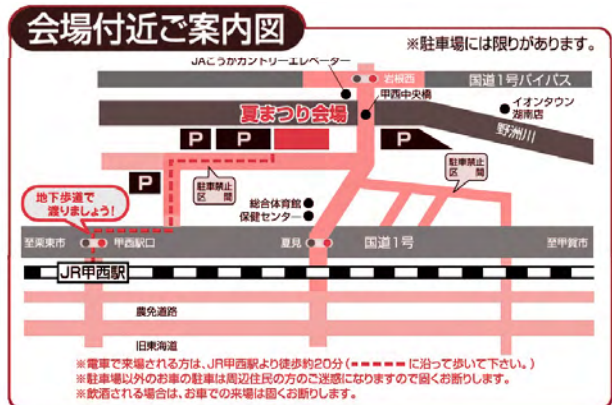 会場付近ご案内図
※駐車場には限りがあります。
JAこうかカントリーエレベーター
岩根西
国道1号バイパス
甲西中央橋
イオンタウン
湖南店
夏まつり会場
野洲川
P
P
P
P
駐車禁止
区間
駐車禁止
区間
地下歩道で
渡りましょう!
総合体育館
保健センター
至栗東市
甲西駅口
夏見
国道1号
至甲賀市
JR甲西駅
農免道路
旧東海道
※電車で来場される方は、JR甲西駅より徒歩約20分(------に沿って歩いて下さい。)
※駐車場以外のお車の駐車は周辺住民の方のご迷惑になりますので固くお断りします。
※飲酒される場合は、お車での来場は固くお断りします。